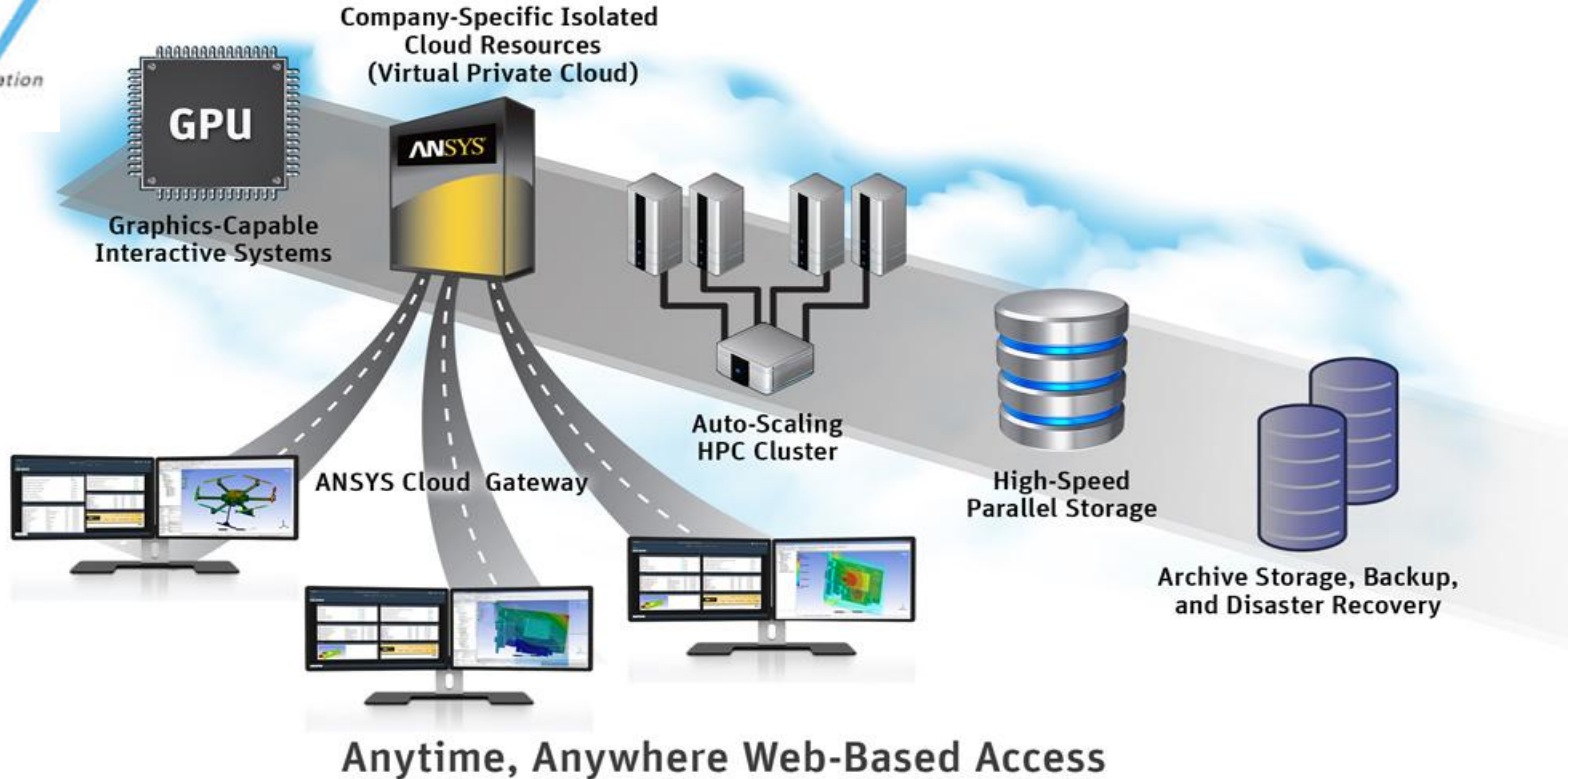 Company-Specific Isolated
Cloud Resources
(Virtual Private Cloud)
ation
GPU
ANSYS
Graphics-Capable
Interactive Systems
Auto-Scaling
HPC Cluster
ANSYS Cloud Gateway
High-Speed
Parallel Storage
Archive Storage, Backup,
and Disaster Recovery
Anytime, Anywhere Web-Based Access